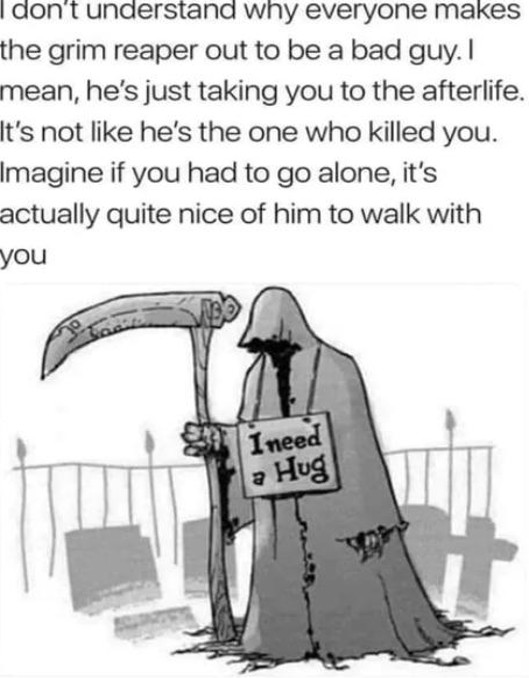 I don't understand why everyone makes
the grim reaper out to be a bad guy. I
mean, he's just taking you to the afterlife.
It's not like he's the one who killed you.
Imagine if you had to go alone, it's
actually quite nice of him to walk with
you
I need
a Hug